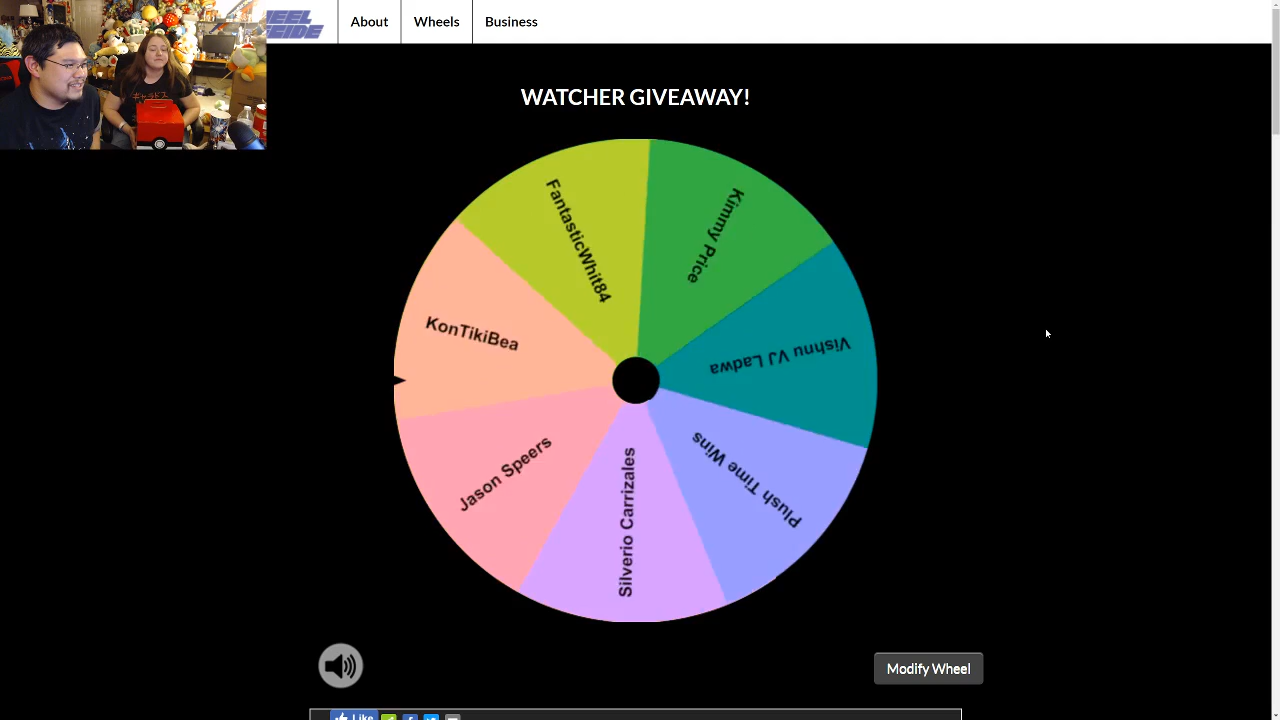 About
Wheels
Business
WATCHER GIVEAWAY!
FantasticWhit84
Kimmy Price
KonTikiBea
Vishnu VJ Ladwa
Jason Speers
Plush Time Wins
Silverio Carrizales
Modify Wheel
Like